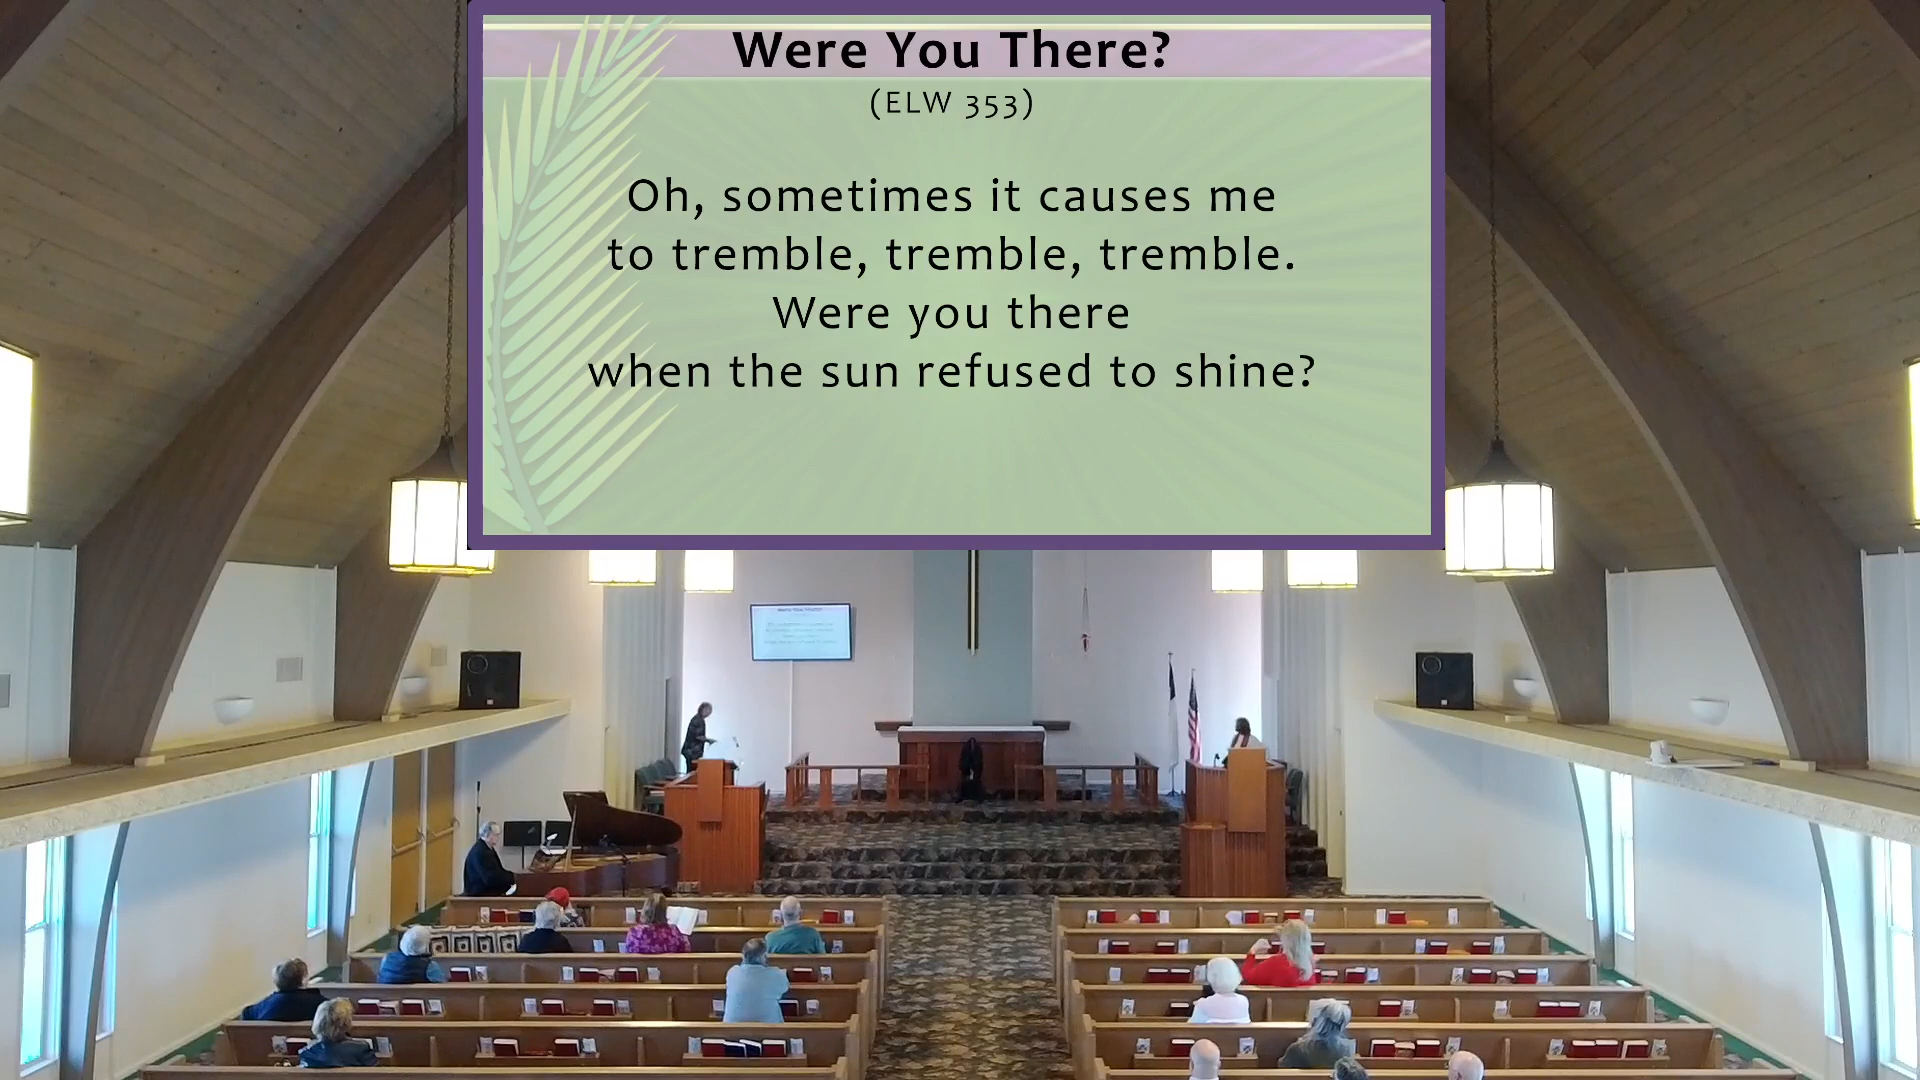 Were You There?
(ELW 353)
Oh, sometimes it causes me
to tremble, tremble, tremble.
Were you there
when the sun refused to shine?